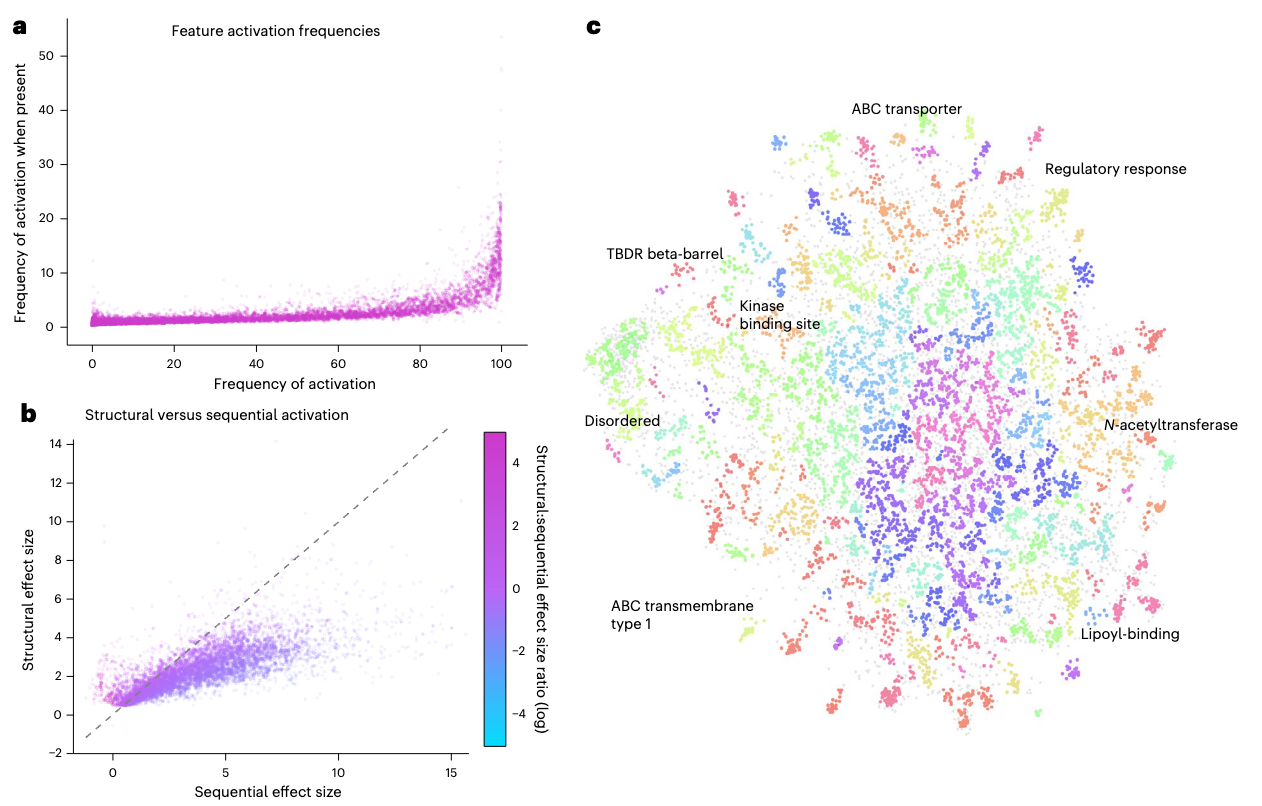 a
Feature activation frequencies
Frequency of activation when present
50
40
30
20
10
0
0 20 40 60 80 100
Frequency of activation
b
Structural versus sequential activation
Structural effect size
14
12
10
8
6
4
2
0
−2
0 5 10 15
Sequential effect size
4
2
0
−2
−4
Structural:sequential effect size ratio (log)
c
ABC transporter
Regulatory response
TBDR beta-barrel
Kinase
binding site
Disordered
N-acetyltransferase
ABC transmembrane
type 1
Lipoyl-binding